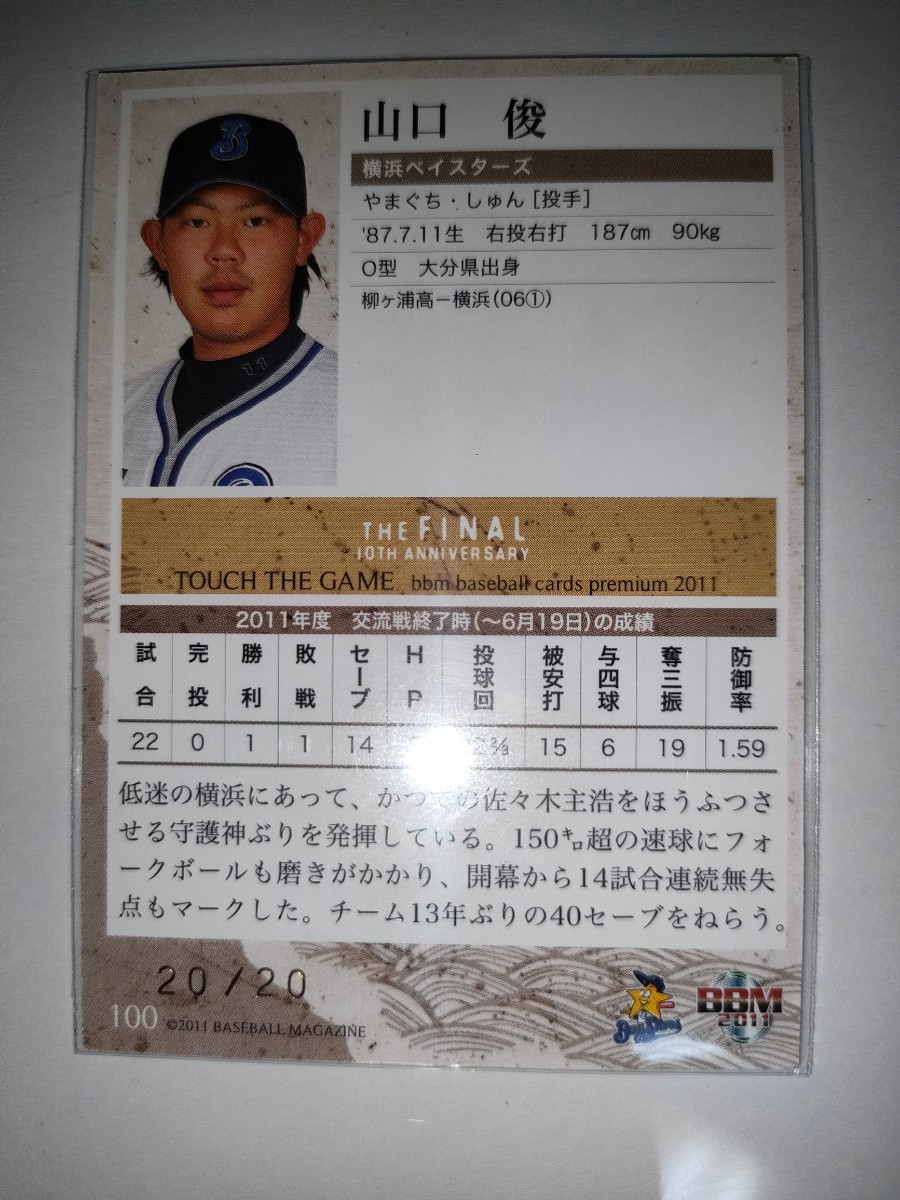 B
11
山口 俊
横浜ベイスターズ
やまぐち・しゅん [投手]
'87.7.11生 右投右打 187㎝ 90㎏
O型 大分県出身
柳ヶ浦高－横浜(06①)
THE FINAL
10TH ANNIVERSARY
TOUCH THE GAME bbm baseball cards premium 2011
2011年度 交流戦終了時(～6月19日)の成績
試合 完投 勝利 敗戦 セーブ HP 投球回 被安打 与四球 奪三振 防御率
22 0 1 1 14 15 6 19 1.59
低迷の横浜にあって、かつての佐々木主浩をほうふつさ
せる守護神ぶりを発揮している。150㌔超の速球にフォ
ークボールも磨きがかかり、開幕から14試合連続無失
点もマークした。チーム13年ぶりの40セーブをねらう。
20/20
100 ©2011 BASEBALL MAGAZINE
BayStars
BBM
2011